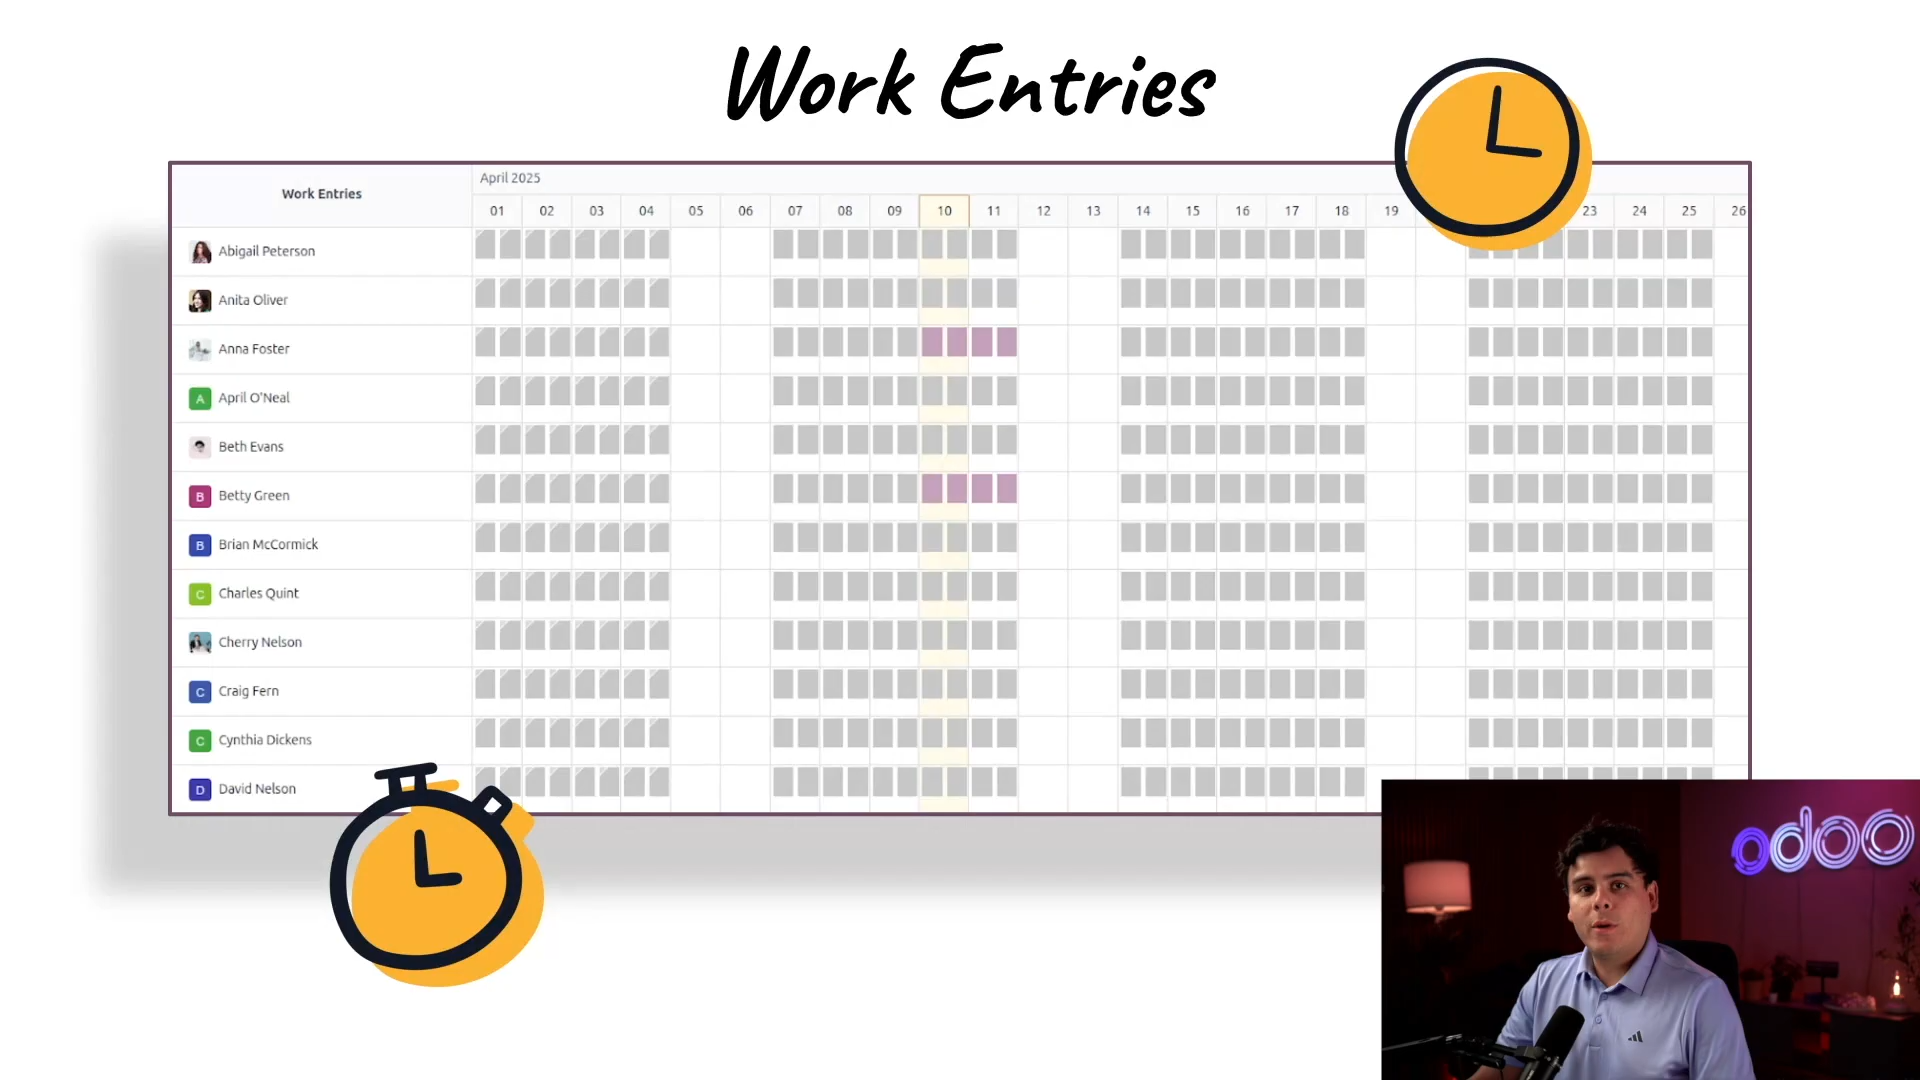 Work Entries
Work Entries
April 2025
01 02 03 04 05 06 07 08 09 10 11 12 13 14 15 16 17 18 19 23 24 25 26
Abigail Peterson
Anita Oliver
Anna Foster
A April O'Neal
Beth Evans
B Betty Green
B Brian McCormick
C Charles Quint
Cherry Nelson
C Craig Fern
C Cynthia Dickens
D David Nelson
odoo